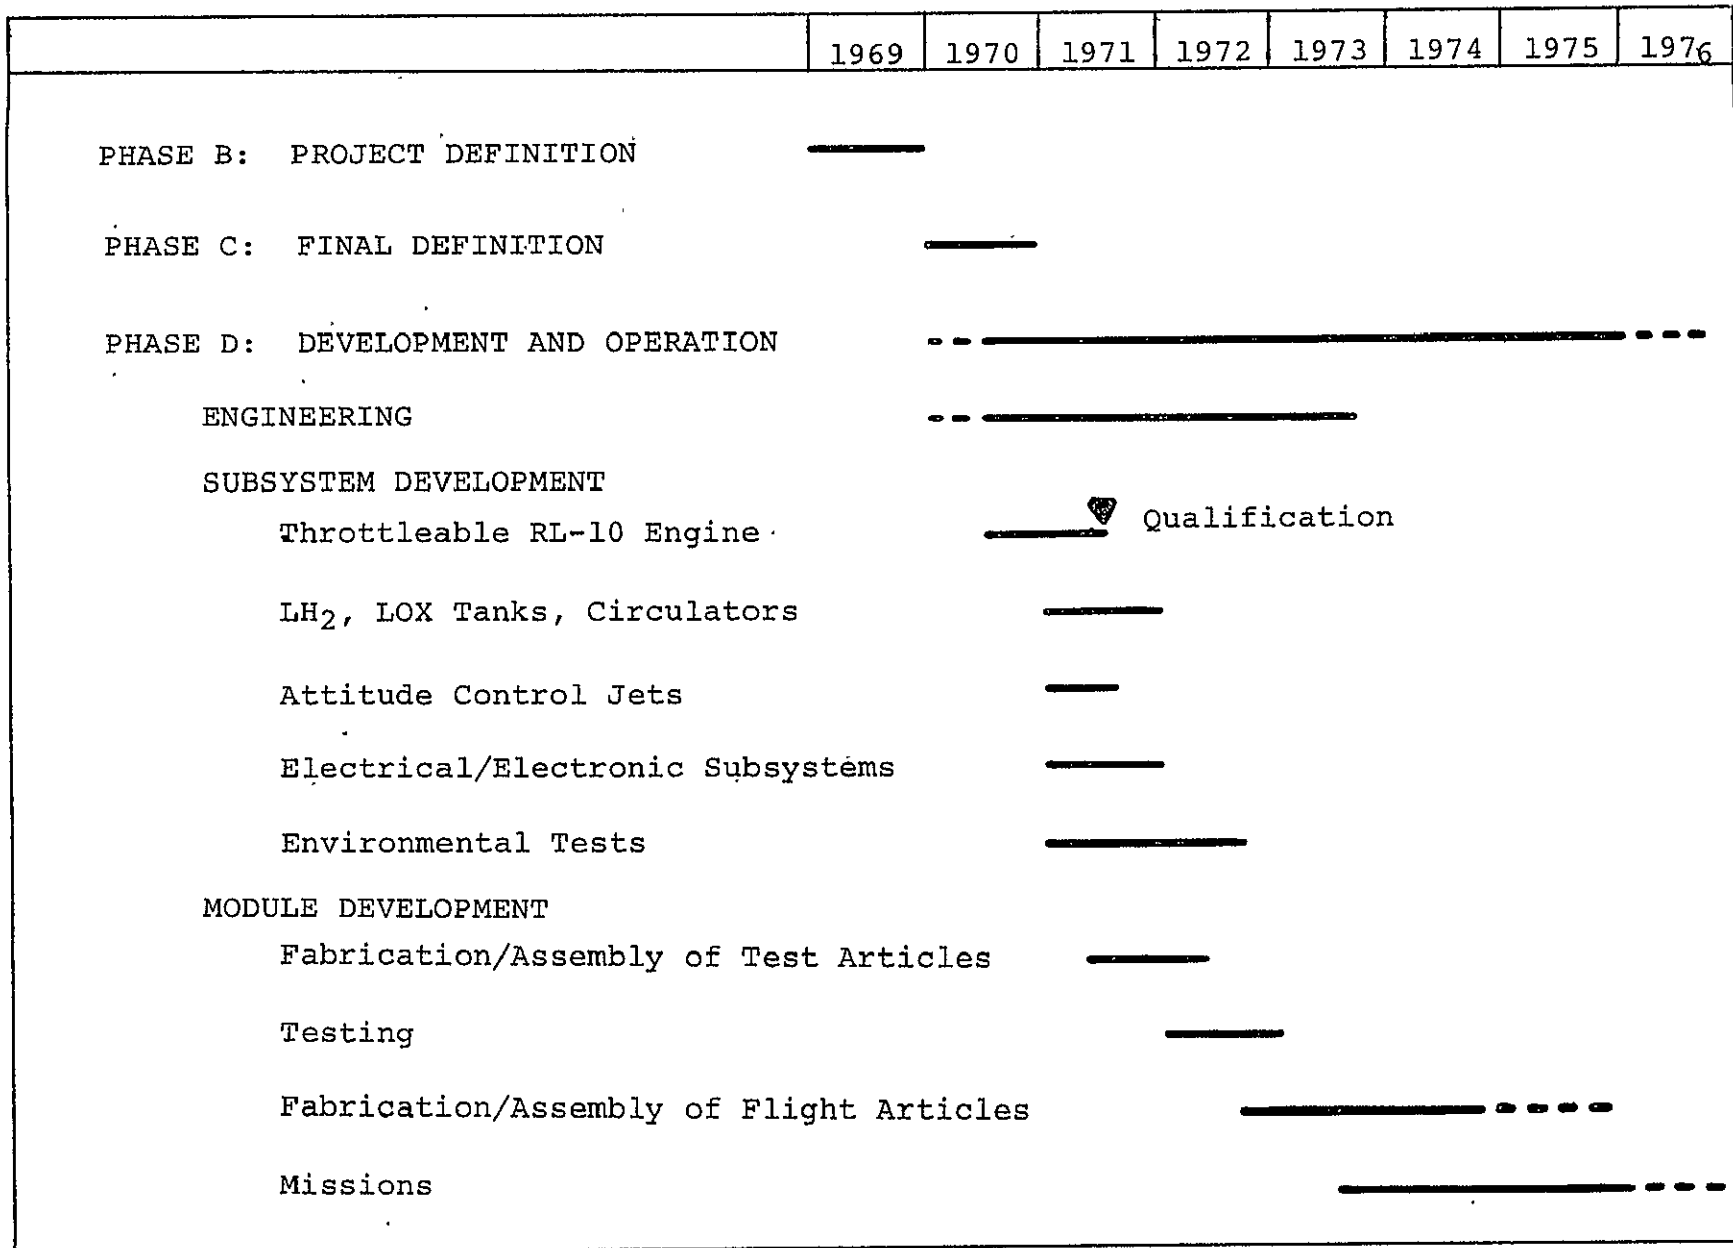 1969 1970 1971 1972 1973 1974 1975 1976
PHASE B: PROJECT DEFINITION
PHASE C: FINAL DEFINITION
PHASE D: DEVELOPMENT AND OPERATION
ENGINEERING
SUBSYSTEM DEVELOPMENT
Qualification
Throttleable RL-10 Engine
LH2, LOX Tanks, Circulators
Attitude Control Jets
Electrical/Electronic Subsystems
Environmental Tests
MODULE DEVELOPMENT
Fabrication/Assembly of Test Articles
Testing
Fabrication/Assembly of Flight Articles
Missions